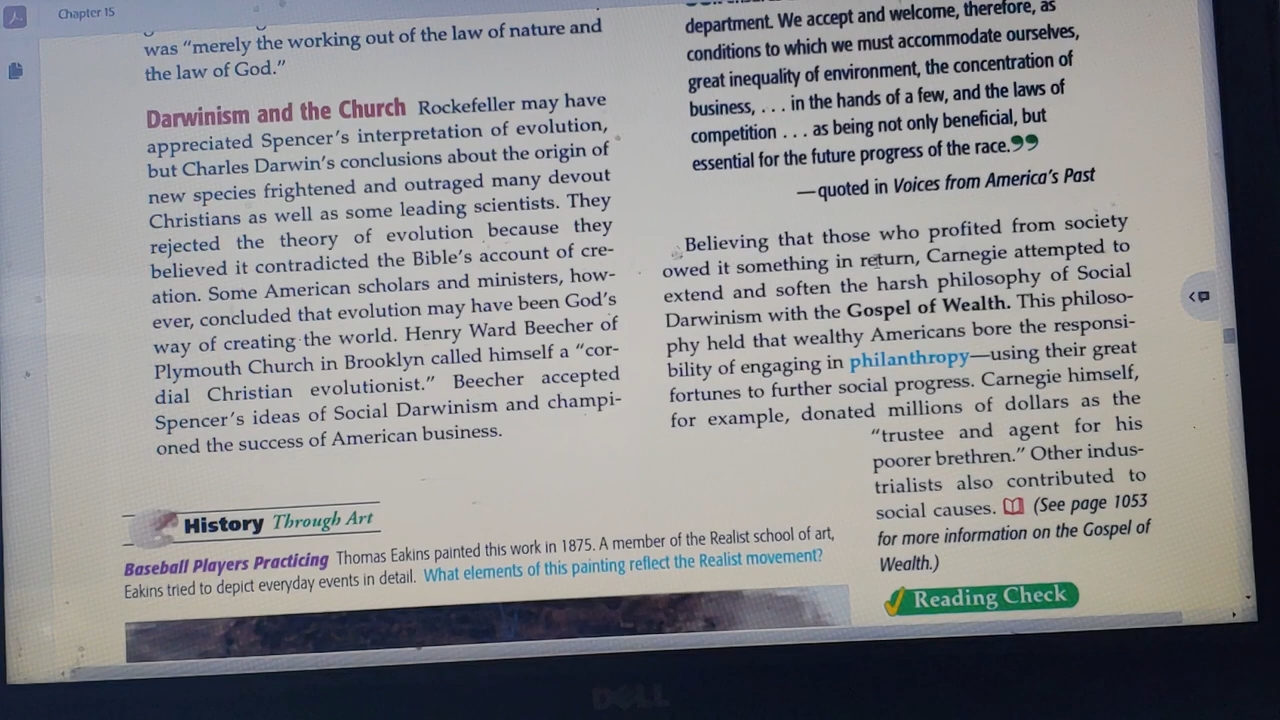 Chapter 15
was “merely the working out of the law of nature and
the law of God.”
Darwinism and the Church Rockefeller may have
appreciated Spencer’s interpretation of evolution,
but Charles Darwin’s conclusions about the origin of
new species frightened and outraged many devout
Christians as well as some leading scientists. They
rejected the theory of evolution because they
believed it contradicted the Bible’s account of cre-
ation. Some American scholars and ministers, how-
ever, concluded that evolution may have been God’s
way of creating the world. Henry Ward Beecher of
Plymouth Church in Brooklyn called himself a “cor-
dial Christian evolutionist.” Beecher accepted
Spencer’s ideas of Social Darwinism and champi-
oned the success of American business.
department. We accept and welcome, therefore, as
conditions to which we must accommodate ourselves,
great inequality of environment, the concentration of
business, . . . in the hands of a few, and the laws of
competition . . . as being not only beneficial, but
essential for the future progress of the race.”
—quoted in Voices from America’s Past
Believing that those who profited from society
owed it something in return, Carnegie attempted to
extend and soften the harsh philosophy of Social
Darwinism with the Gospel of Wealth. This philoso-
phy held that wealthy Americans bore the responsi-
bility of engaging in philanthropy—using their great
fortunes to further social progress. Carnegie himself,
for example, donated millions of dollars as the
“trustee and agent for his
poorer brethren.” Other indus-
trialists also contributed to
social causes. (See page 1053
for more information on the Gospel of
Wealth.)
Reading Check
History Through Art
Baseball Players Practicing Thomas Eakins painted this work in 1875. A member of the Realist school of art,
Eakins tried to depict everyday events in detail. What elements of this painting reflect the Realist movement?
DELL